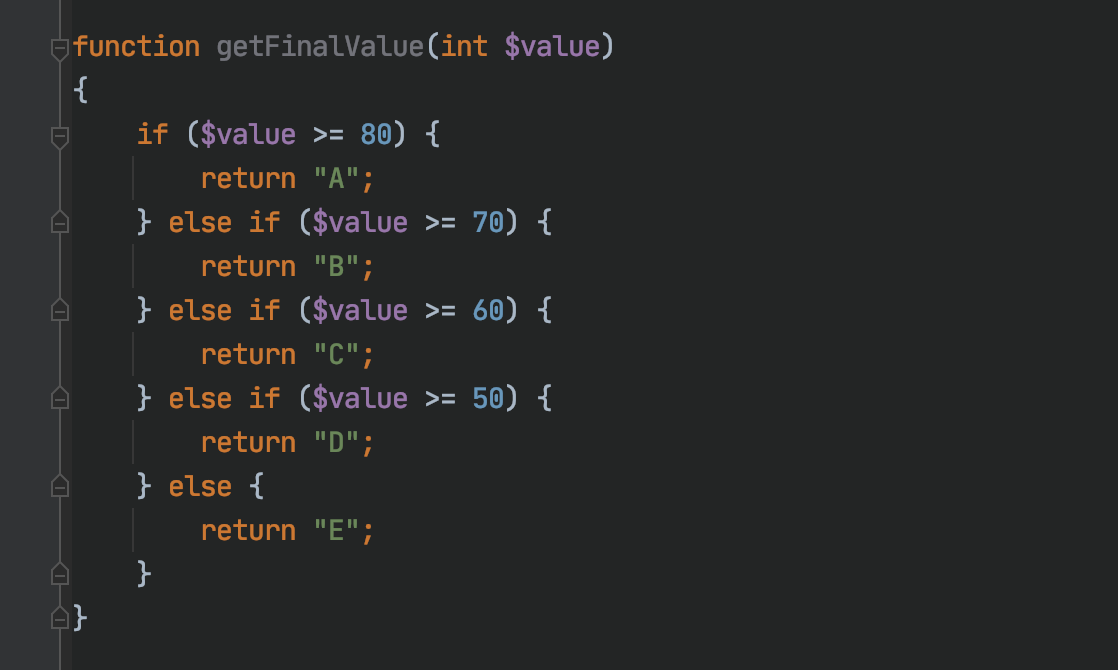 function getFinalValue(int $value)
{
    if ($value >= 80) {
        return "A";
    } else if ($value >= 70) {
        return "B";
    } else if ($value >= 60) {
        return "C";
    } else if ($value >= 50) {
        return "D";
    } else {
        return "E";
    }
}